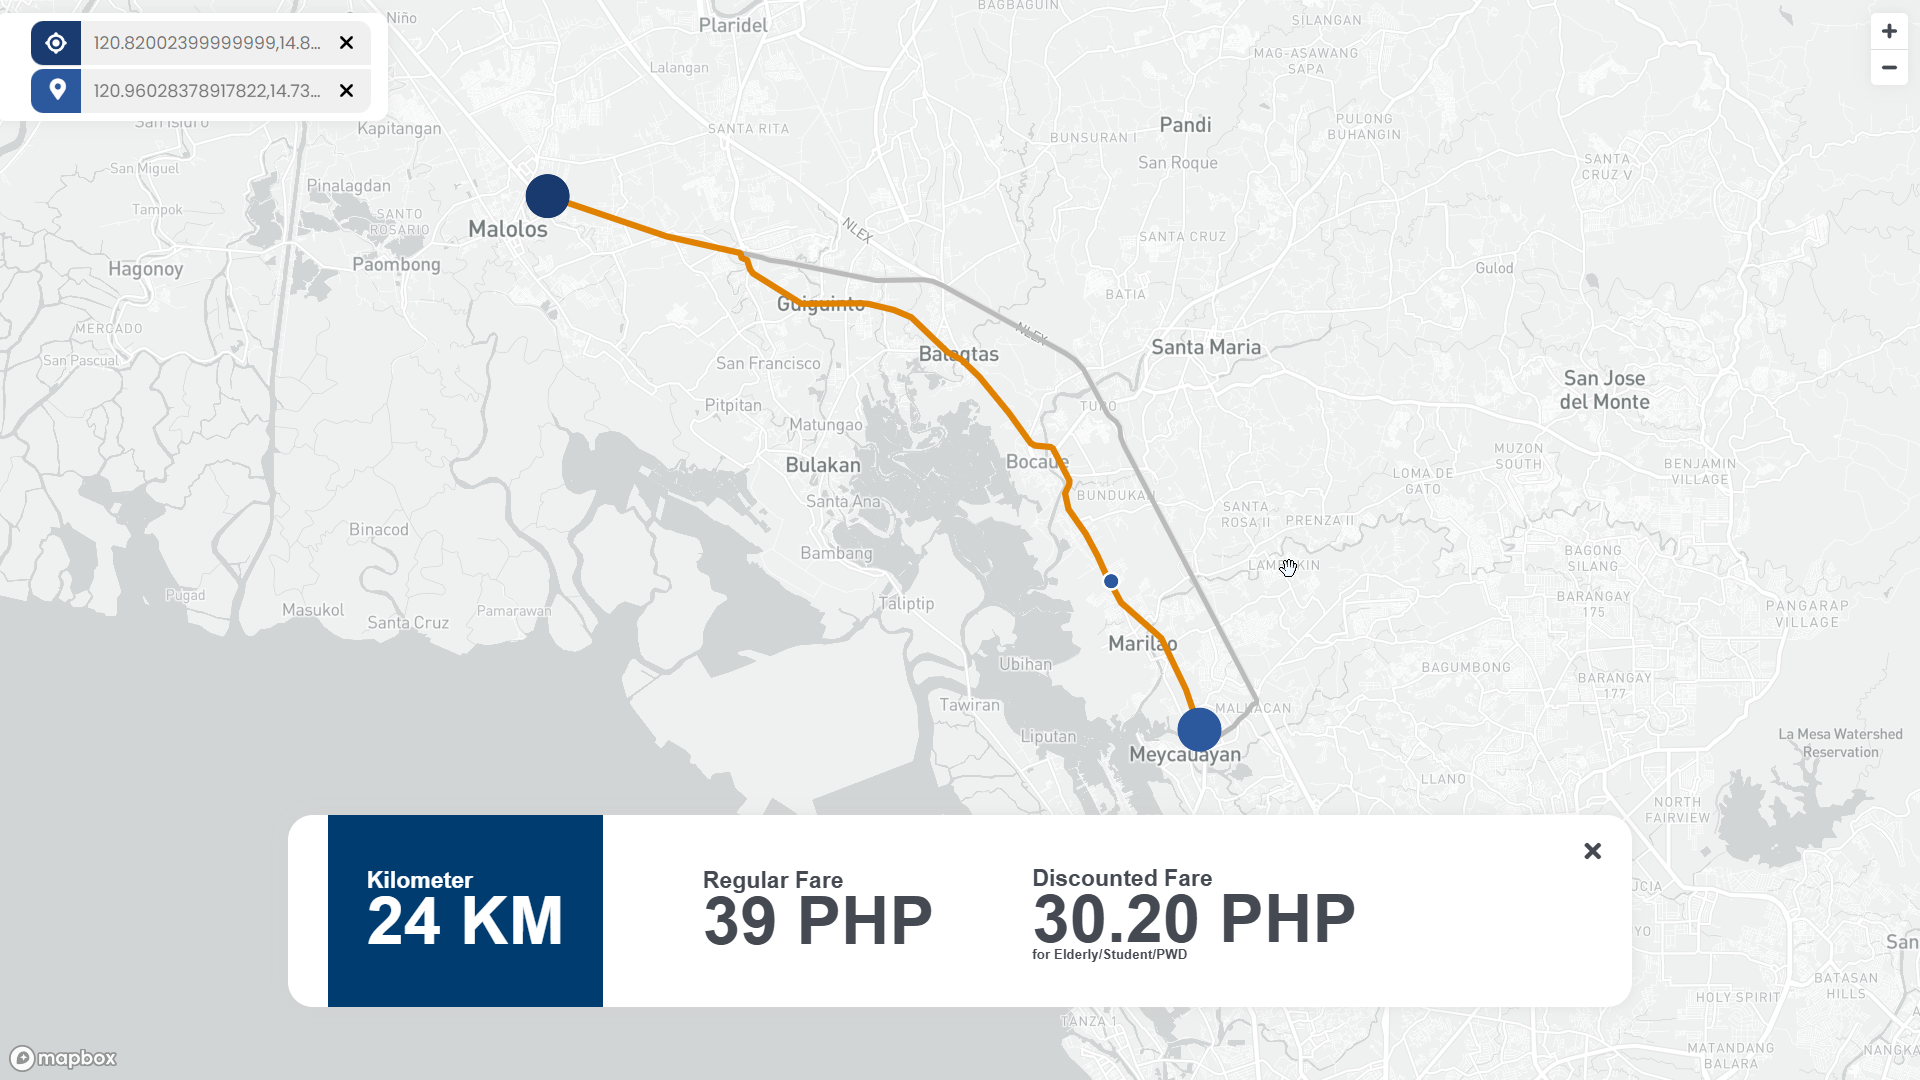 120.82002399999999,14.8...
120.96028378917822,14.73...
+
−
Niño
Plaridel
BAGBAGUIN
SILANGAN
MAG-ASAWANG
SAPA
Lalangan
San Isidro
Kapitangan
SANTA RITA
BUNSURAN I
Pandi
PULONG
BUHANGIN
San Roque
SANTA
CRUZ V
San Miguel
Pinalagdan
Tampok
SANTO
ROSARIO
Malolos
NLEX
SANTA CRUZ
Hagonoy
Paombong
Gulod
BATIA
Guiguinto
MERCADO
NLEX
San Pascual
San Francisco
Balagtas
Santa Maria
San Jose
del Monte
Pitpitan
TURO
Matungao
Bulakan
Bocaue
MUZON
SOUTH
BENJAMIN
VILLAGE
LOMA DE
GATO
Santa Ana
BUNDUKAN
SANTA
ROSA II
PRENZA II
Binacod
Bambang
LAMBAKIN
BAGONG
SILANG
Pugad
Masukol
Pamarawan
Santa Cruz
Taliptip
BARANGAY
175
PANGARAP
VILLAGE
Marilao
Ubihan
BAGUMBONG
BARANGAY
177
Tawiran
MALHACAN
Liputan
Meycauayan
La Mesa Watershed
Reservation
LLANO
NORTH
FAIRVIEW
Kilometer
24 KM
Regular Fare
39 PHP
Discounted Fare
30.20 PHP
for Elderly/Student/PWD
San
BATASAN
HILLS
HOLY SPIRIT
TANZA 1
MATANDANG
BALARA
NANGKA
mapbox